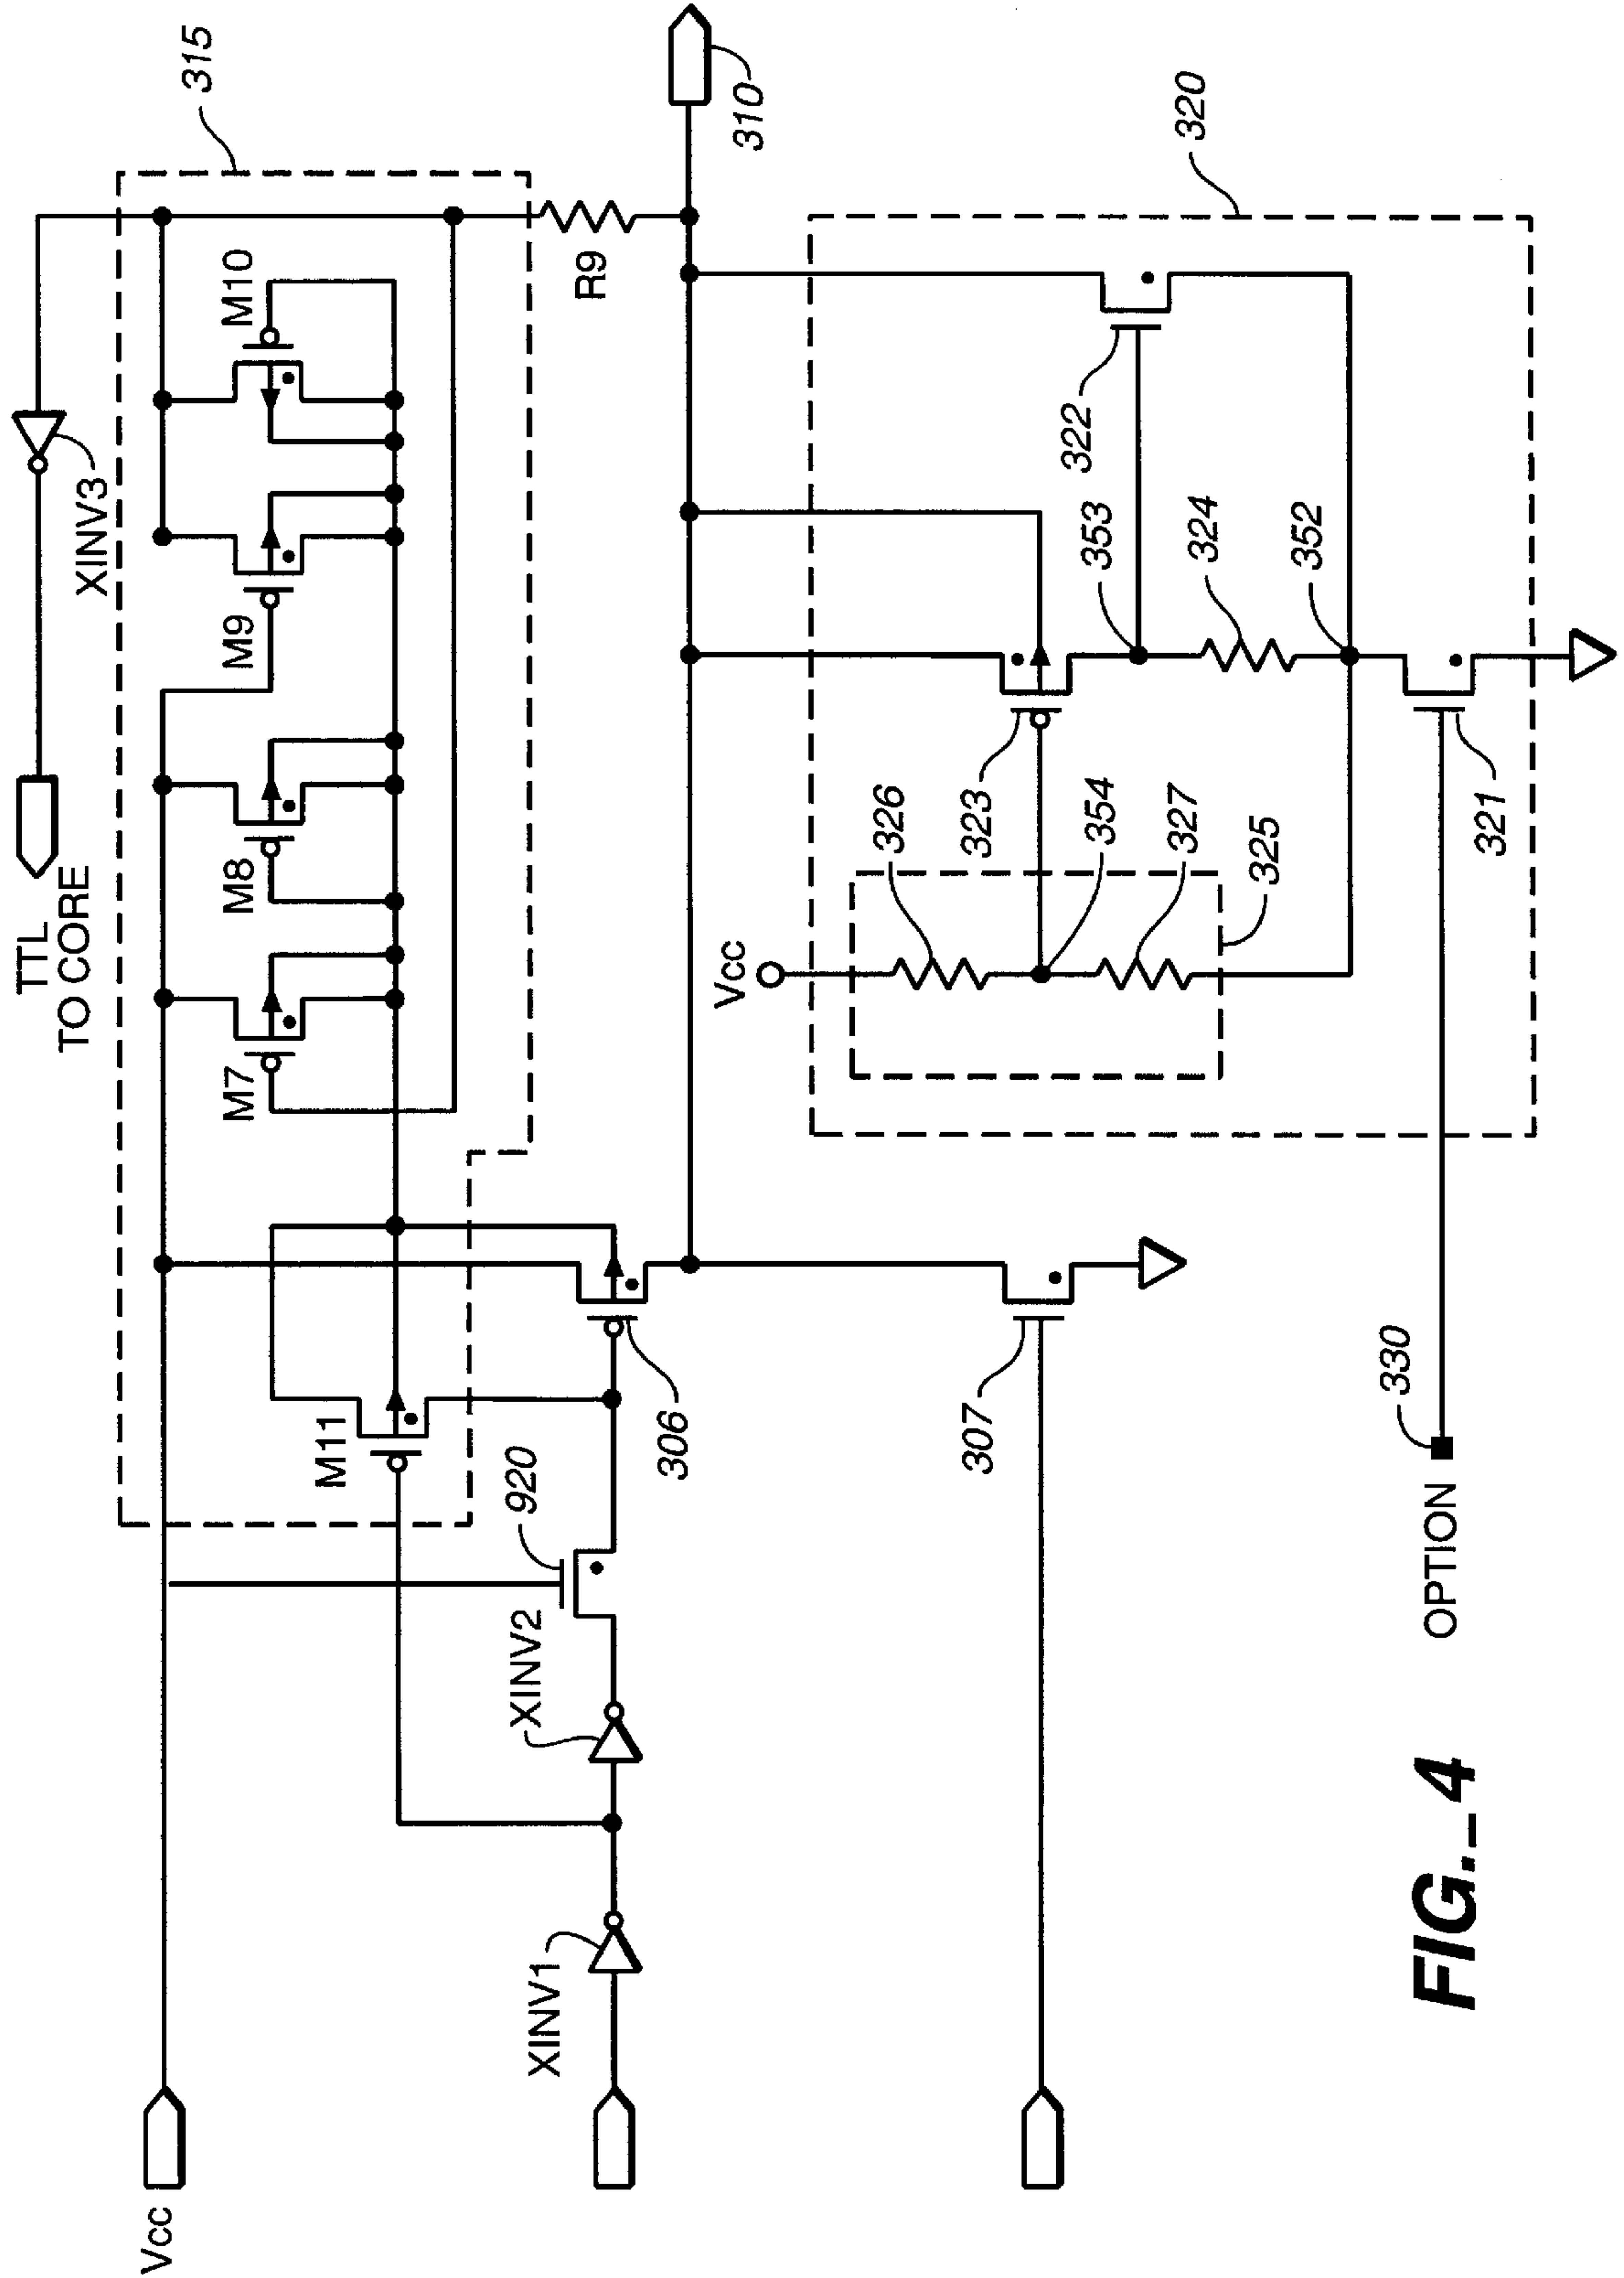 315
310
M10
R9
320
XINV3
322
353
324
352
M9
TTL
TO CORE
M8
323
326
354
327
325
321
Vcc
M7
M11
920
306
307
330
OPTION
XINV2
XINV1
Vcc
FIG._4